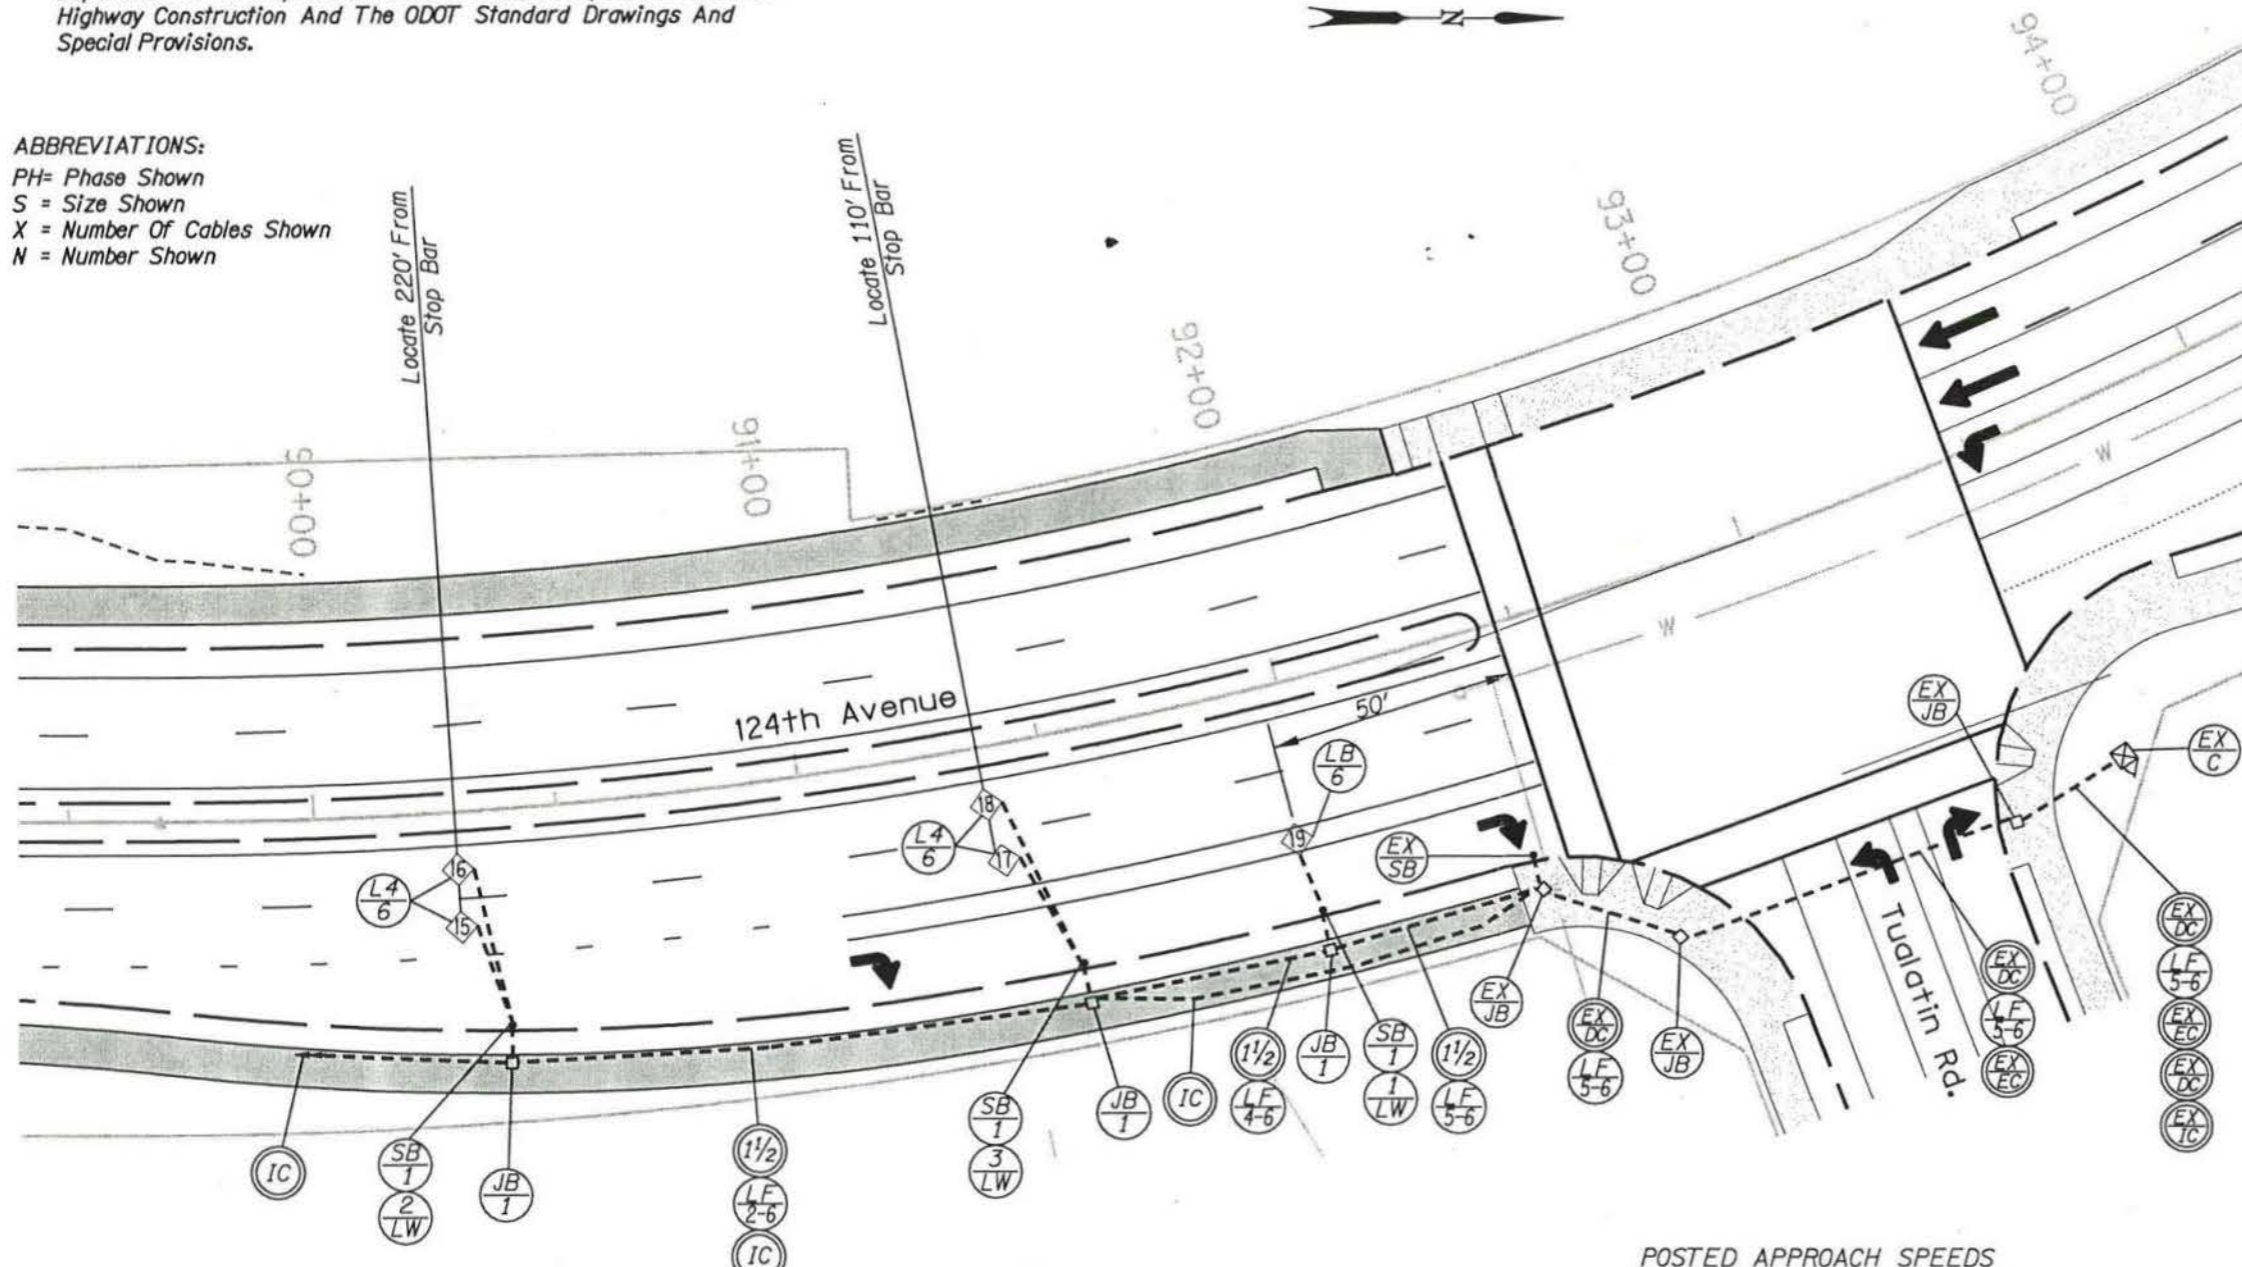 Highway Construction And The ODOT Standard Drawings And
Special Provisions.
N
94+00
ABBREVIATIONS:
PH= Phase Shown
S = Size Shown
X = Number Of Cables Shown
N = Number Shown
Locate 220' From
Stop Bar
Locate 110' From
Stop Bar
93+00
92+00
91+00
90+00
W
W
124th Avenue
50'
LB
6
EX
JB
EX
C
18
17
L4
6
19
EX
SB
16
15
L4
6
Tualatin Rd.
EX
JB
EX
DC
LF
5-6
EX
JB
EX
DC
LF
5-6
EX
EC
EX
DC
LF
5-6
EX
EC
EX
DC
EX
IC
IC
SB
1
2
LW
JB
1
1½
LF
2-6
IC
SB
1
3
LW
JB
1
IC
1½
LF
4-6
JB
1
SB
1
1
LW
1½
LF
5-6
POSTED APPROACH SPEEDS